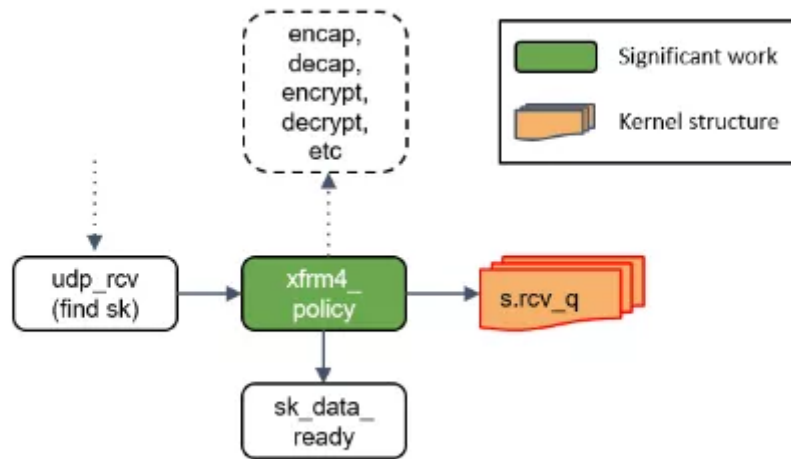 encap,
decap,
encrypt,
decrypt,
etc
Significant work
Kernel structure
udp_rcv
(find sk)
xfrm4_
policy
s.rcv_q
sk_data_
ready